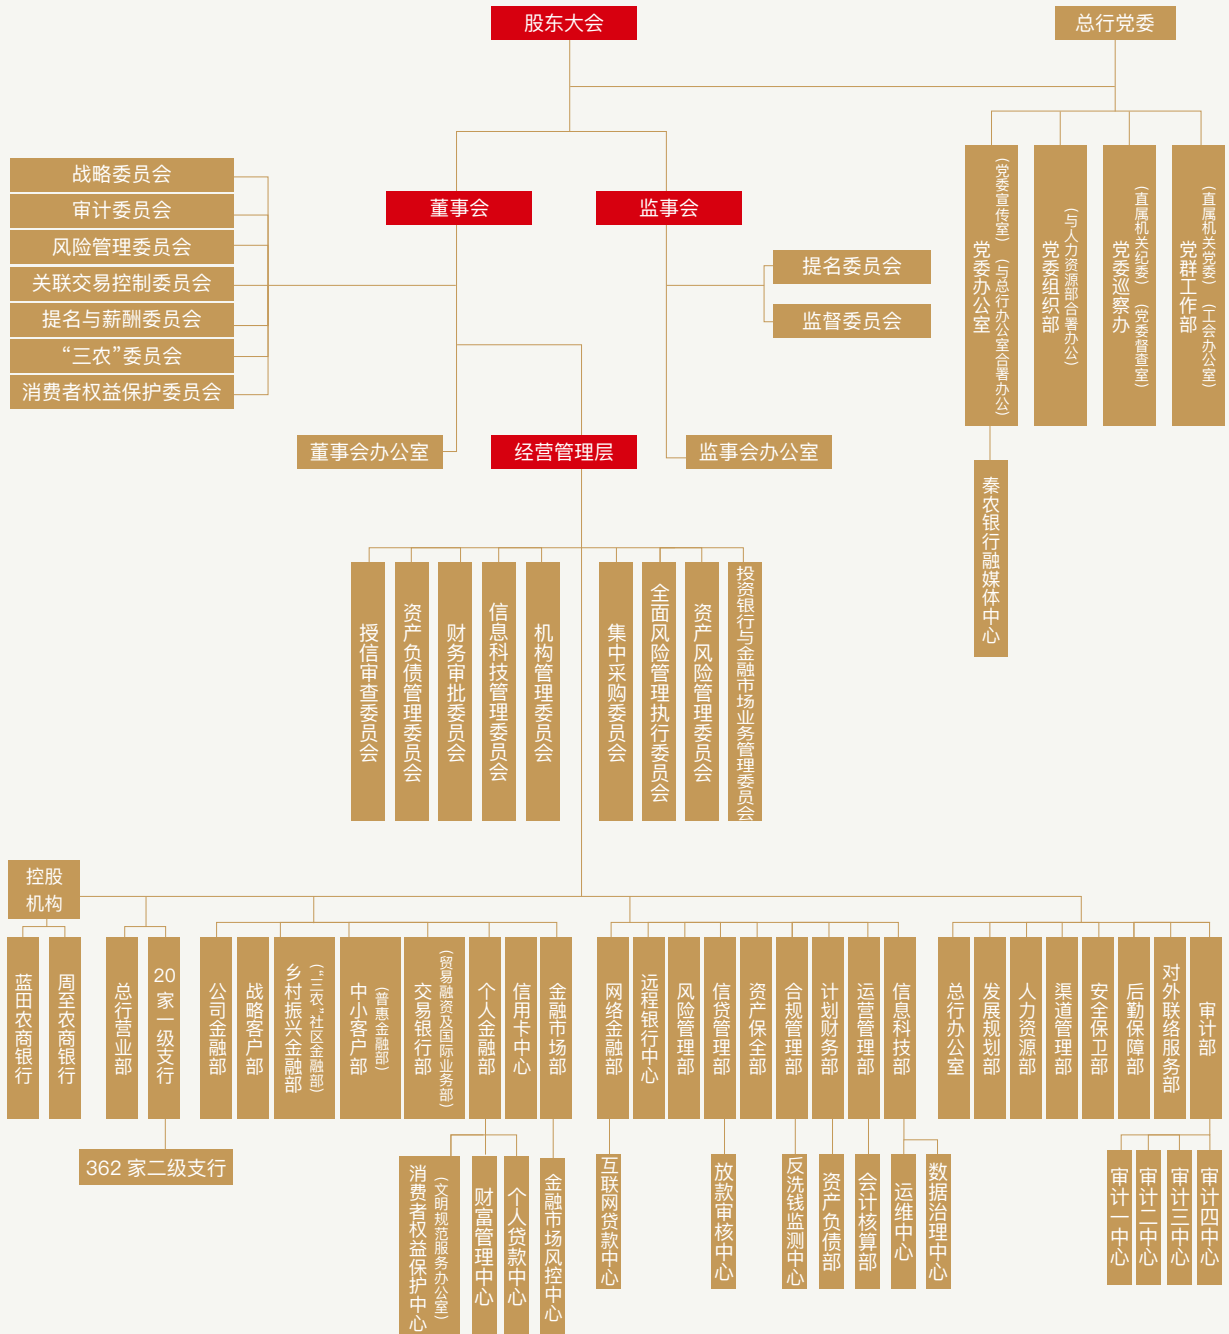 股东大会
总行党委
战略委员会
审计委员会
风险管理委员会
关联交易控制委员会
提名与薪酬委员会
“三农”委员会
消费者权益保护委员会
董事会
监事会
提名委员会
监督委员会
党委办公室
（党委宣传室）（与总行办公室合署办公）
党委组织部
（与人力资源部合署办公）
党委巡察办
（直属机关纪委）（党委督查室）
党群工作部
（直属机关党委）（工会办公室）
董事会办公室
经营管理层
监事会办公室
秦农银行融媒体中心
授信审查委员会
资产负债管理委员会
财务审批委员会
信息科技管理委员会
机构管理委员会
集中采购委员会
全面风险管理执行委员会
资产风险管理委员会
投资银行与金融市场业务管理委员会
控股
机构
蓝田农商银行
周至农商银行
总行营业部
20家一级支行
公司金融部
战略客户部
乡村振兴金融部
（“三农”社区金融部）
中小客户部
（普惠金融部）
交易银行部
（贸易融资及国际业务部）
个人金融部
信用卡中心
金融市场部
网络金融部
远程银行中心
风险管理部
信贷管理部
资产保全部
合规管理部
计划财务部
运营管理部
信息科技部
总行办公室
发展规划部
人力资源部
渠道管理部
安全保卫部
后勤保障部
对外联络服务部
审计部
362 家二级支行
消费者权益保护中心
（文明规范服务办公室）
财富管理中心
个人贷款中心
金融市场风控中心
互联网贷款中心
放款审核中心
反洗钱监测中心
资产负债部
会计核算部
运维中心
数据治理中心
审计一中心
审计二中心
审计三中心
审计四中心